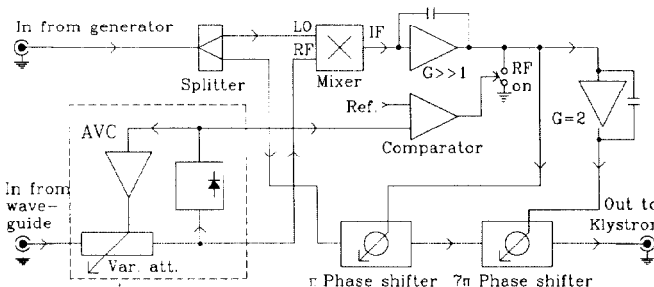 In from generator
LO
RF
IF
Splitter
Mixer
G>>1
RF
on
Ref.
Comparator
G=2
AVC
In from
wave-
guide
Var. att.
Out to
Klystron
π Phase shifter
7π Phase shifter